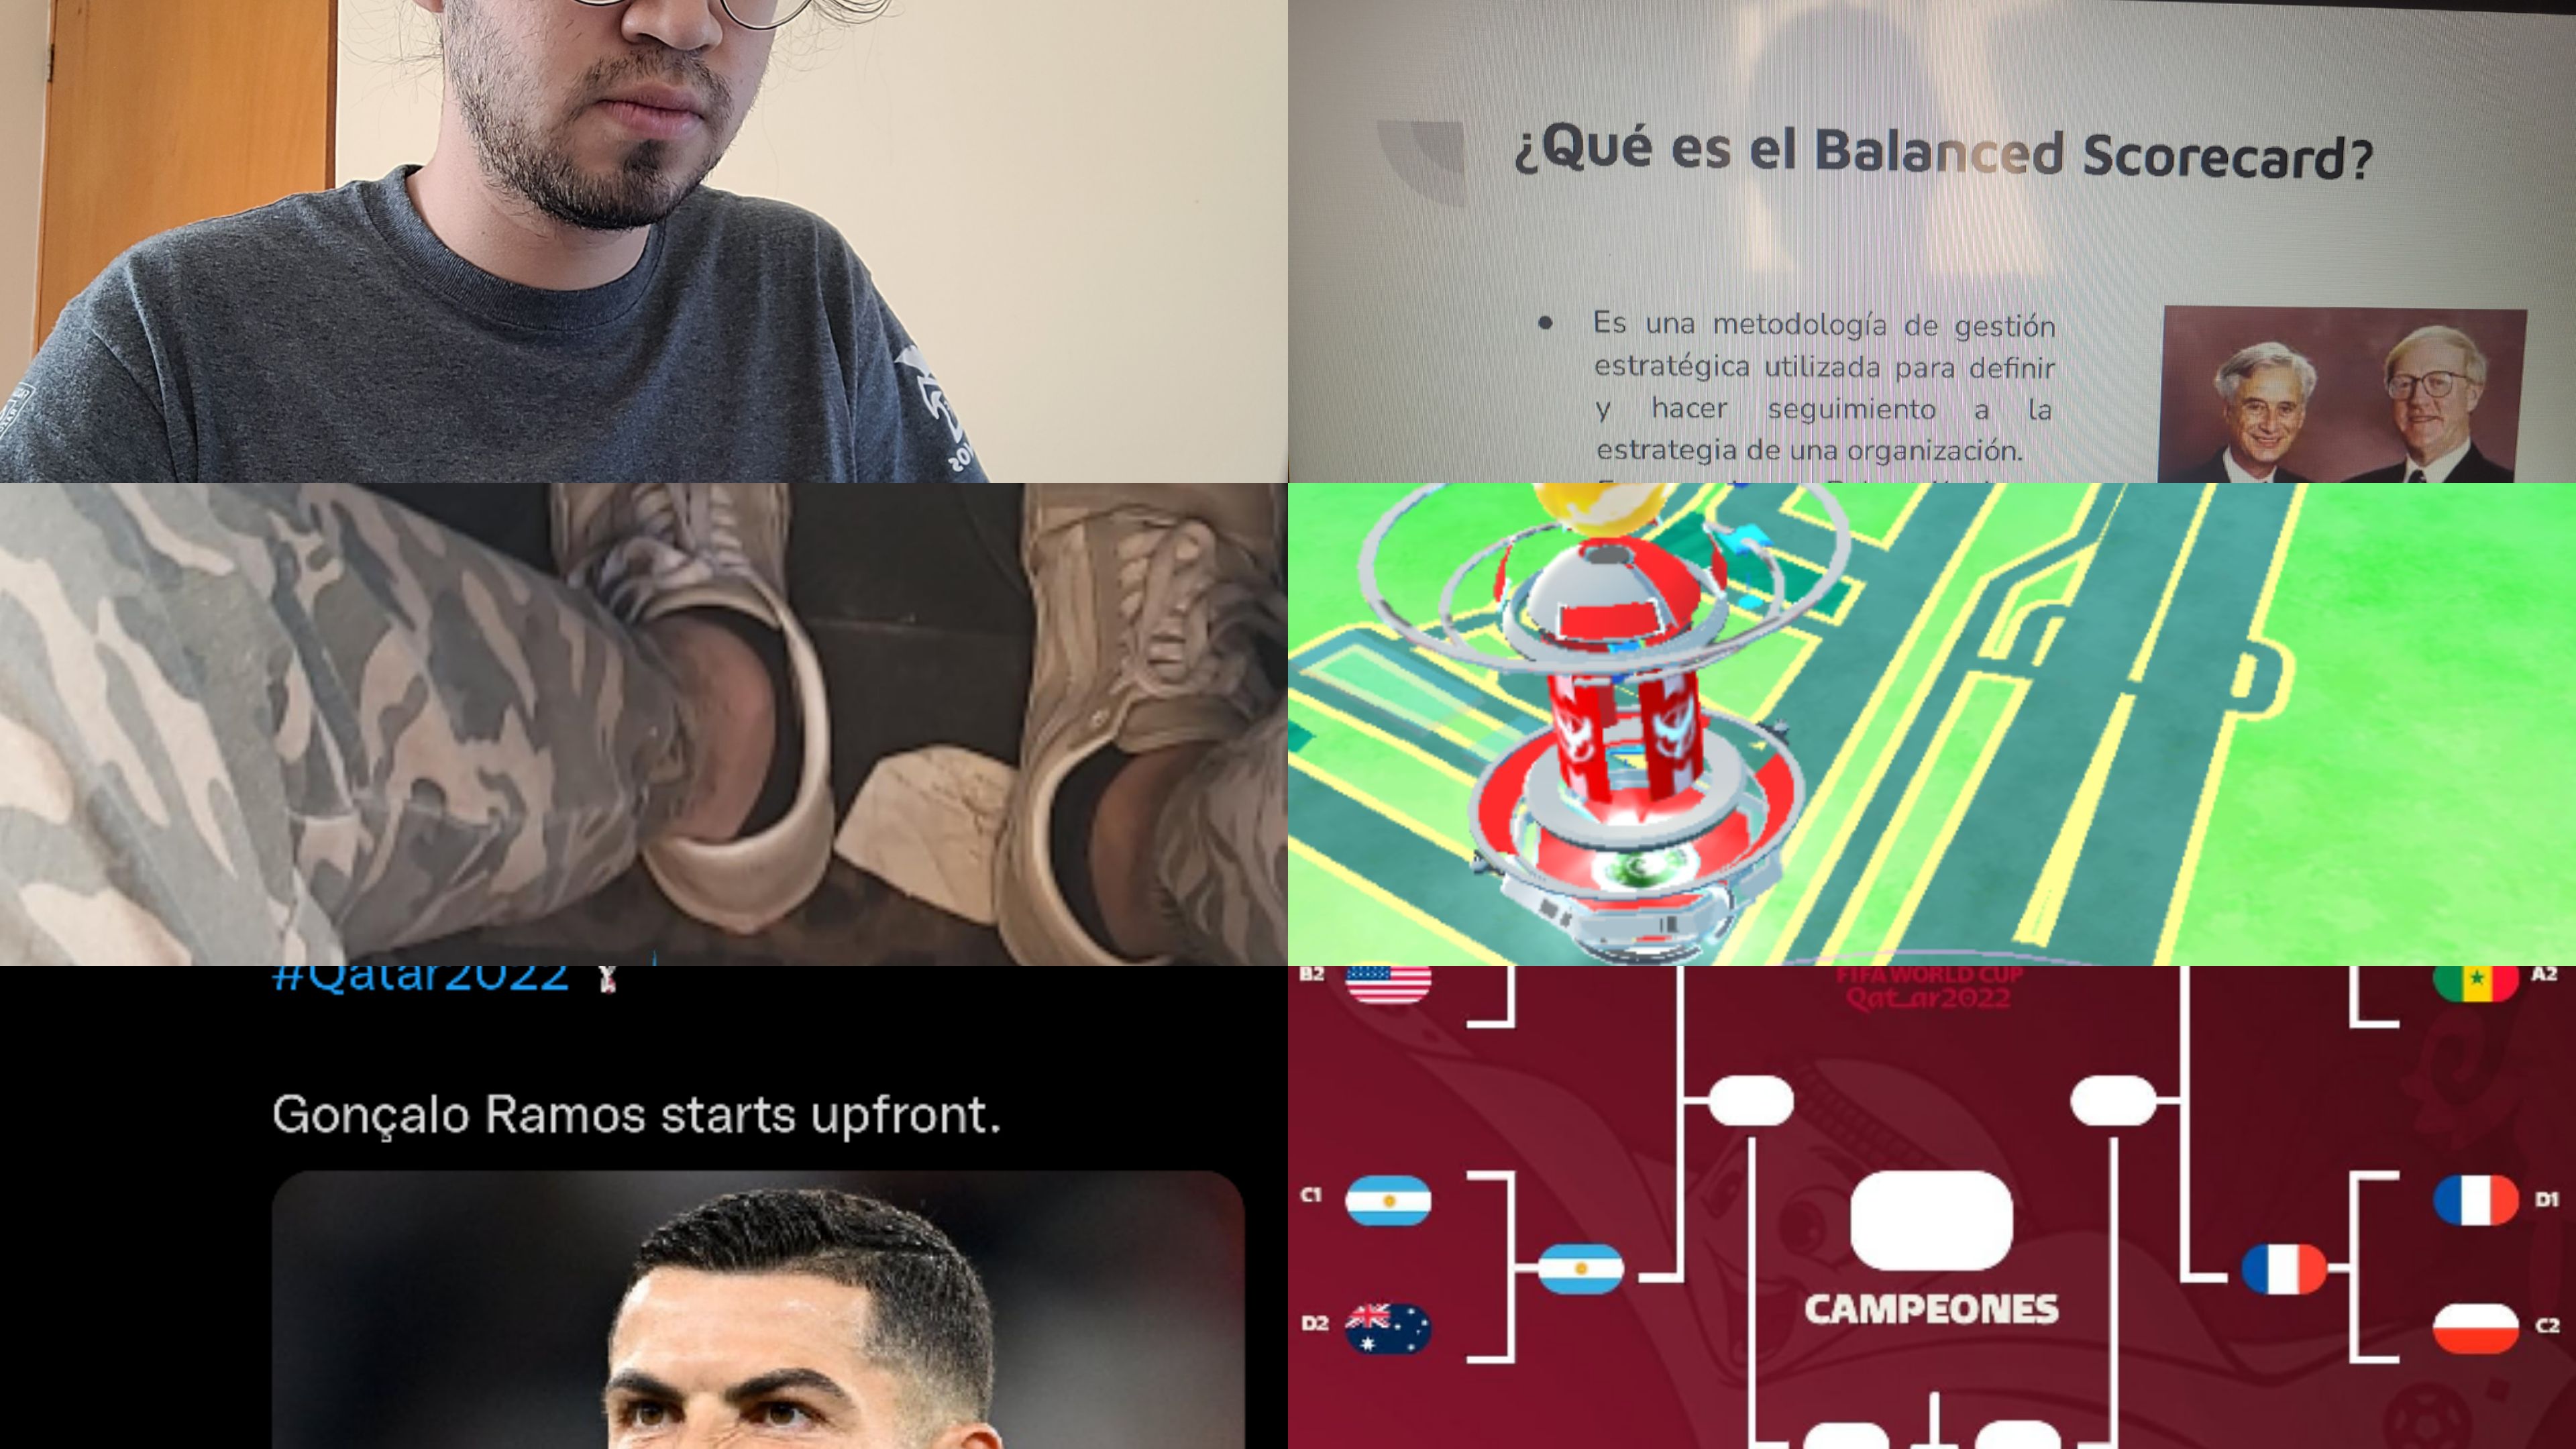 ¿Qué es el Balanced Scorecard?
● Es una metodología de gestión
estratégica utilizada para definir
y hacer seguimiento a la
estrategia de una organización.
#Qatar2022
Gonçalo Ramos starts upfront.
B2
FIFA WORLD CUP
Qatar2022
A2
C1
D1
D2
CAMPEONES
C2